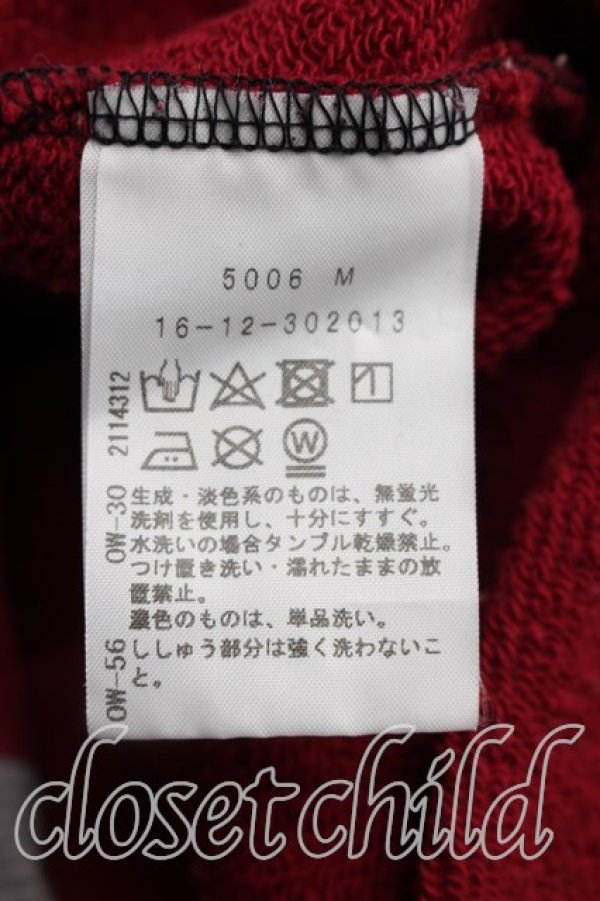 5006 M
16-12-302013
W
生成・淡色系のものは、無蛍光
洗剤を使用し、十分にすすぐ。
水洗いの場合タンブル乾燥禁止。
つけ置き洗い・濡れたままの放
置禁止。
濃色のものは、単品洗い。
ししゅう部分は強く洗わないこ
と。
OW-56 OW-30 2114312
closet child